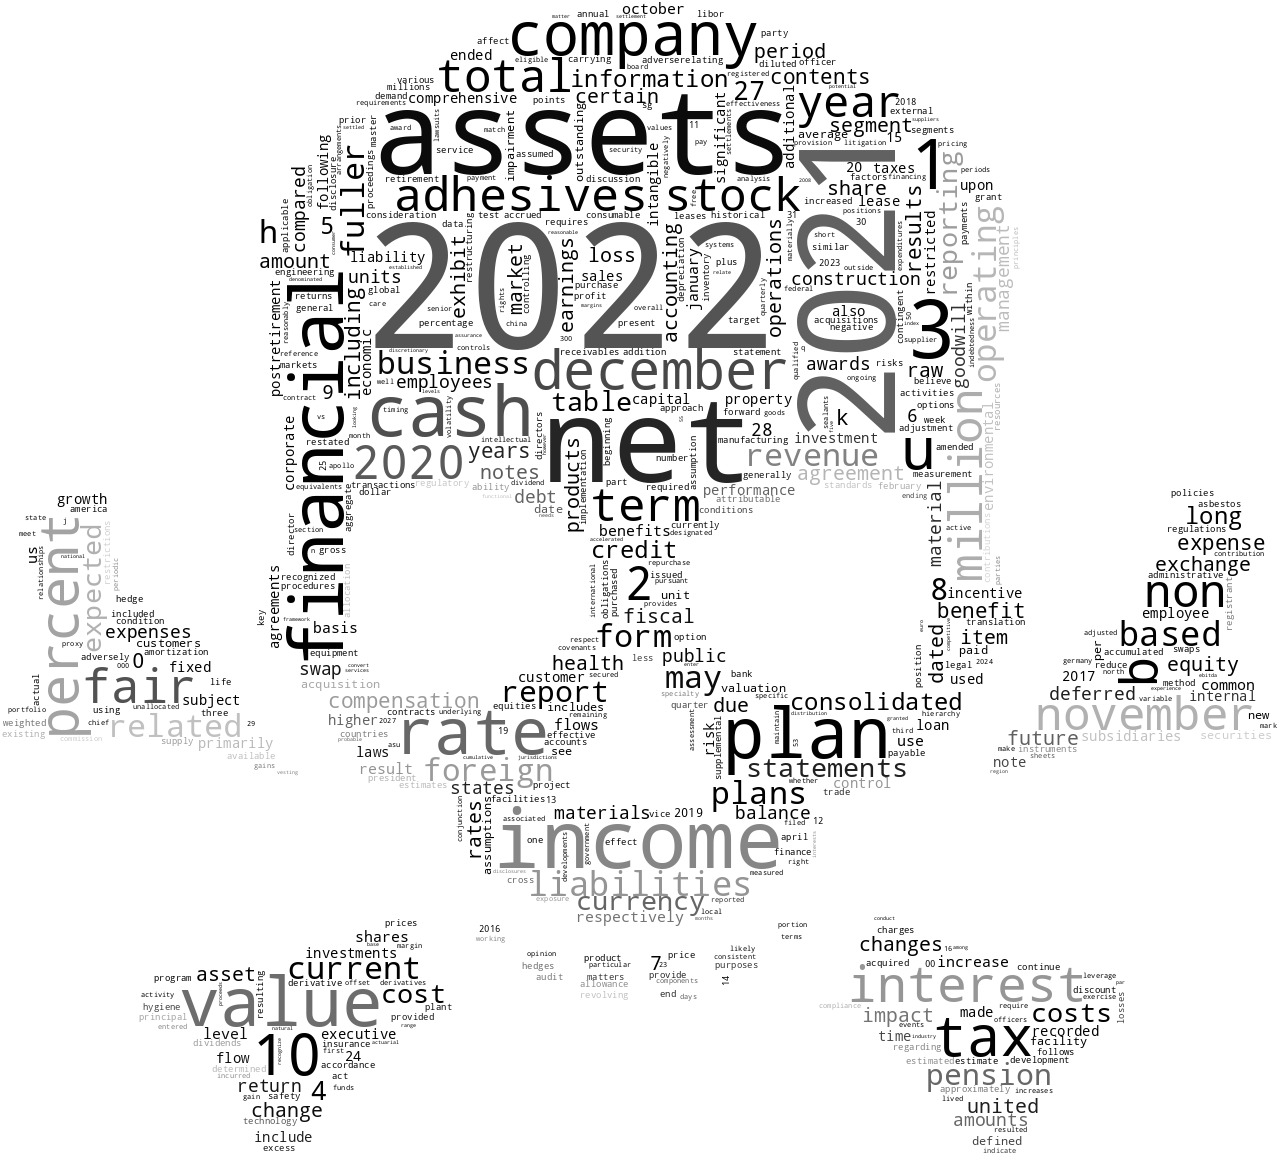 october
libor
matter
annual
settlement
company
party
affect
ended
eligible
carrying
board
adverse
relating
diluted
officer
period
total
information
registered
contents
various
millions
demand
requirements
comprehensive
points
certain
27
effectiveness
potential
year
2018
external
suppliers
prior
settled
award
assets
sg
values
11
pay
additional
average
segment
15
segments
provision
litigation
pricing
service
match
assumed
security
outstanding
significant
settlements
negatively
lawsuits
impairment
arrangements
master
proceedings
following
obligation
disclosure
fuller
retirement
payment
discussion
intangible
free
analysis
2008
20
taxes
factors
financing
1
reporting
periods
upon
grant
adhesives
stock
increased
share
lease
results
compared
5
h
applicable
consideration
data
test
accrued
consumable
requires
reasonable
leases
historical
31
materially
positions
30
expenditures
restricted
payments
principles
operating
management
amount
liability
established
engineering
denominated
returns
general
units
global
care
consumer
financial
2022
exhibit
restructuring
senior
percentage
market
rights
china
controlling
earnings
loss
sales
purchase
profit
margins
300
overall
present
accounting
depreciation
january
inventory
systems
plus
relate
quarterly
target
operations
federal
short
similar
2023
outside
construction
also
acquisitions
negative
2021
contingent
50
index
supplier
3
goodwill
within
indebtedness
postretirement
reasonably
reference
markets
including
economic
assurance
discretionary
controls
receivables
addition
statement
qualified
q
business
employees
well
levels
december
awards
risks
ongoing
raw
believe
activities
options
resources
contract
9
vs
looking
cash
timing
volatility
table
capital
approach
forward
goods
property
ss
28
k
sealants
five
6
week
adjustment
amended
million
environmental
corporate
restated
month
25
apollo
equivalents
transactions
dollar
2020
years
intellectual
directors
however
net
beginning
number
assumption
manufacturing
revenue
investment
generally
u
measurement
notes
regulatory
functional
ability
dividend
debt
date
needs
products
implementation
part
required
agreement
performance
attributable
conditions
standards
february
ending
term
benefits
currently
designated
accelerated
material
active
contributions
parties
growth
america
state
j
meet
us
relationships
percent
national
expected
restrictions
periodic
director
section
n
gross
aggregate
agreements
recognized
procedures
allocation
key
framework
basis
equipment
credit
repurchase
international
obligations
purchased
2
issued
pursuant
unit
provides
fiscal
8
incentive
benefit
translation
competitive
euro
position
dated
item
paid
legal
2024
used
policies
asbestos
long
regulations
expense
contribution
exchange
administrative
non
registrant
employee
hedge
included
condition
expenses
customers
amortization
proxy
adversely
000
0
fixed
fair
life
actual
portfolio
unallocated
subject
using
three
weighted
chief
existing
related
29
commission
supply
primarily
available
gains
vesting
swap
convert
services
acquisition
form
respect
covenants
option
less
enter
health
secured
public
bank
customer
may
specialty
valuation
specific
compensation
report
equities
includes
quarter
due
consolidated
hierarchy
higher
2027
contracts
underlying
remaining
flows
countries
probable
rate
19
effective
accounts
see
asu
laws
result
president
estimates
foreign
cumulative
jurisdictions
assessment
risk
supplemental
plan
distribution
maintain
53
granted
third
loan
use
payable
statements
whether
control
trade
based
adjusted
per
accumulated
swaps
germany
reduce
north
b
equity
ebitda
method
experience
variable
2017
deferred
common
internal
november
new
mark
future
subsidiaries
securities
make
instruments
sheets
note
region
states
project
facilities
13
plans
conjunction
rates
assumptions
associated
materials
vice
2019
balance
filed
12
one
developments
government
effect
income
april
finance
right
interests
measured
disclosures
cross
exposure
liabilities
currency
reported
respectively
local
months
2016
working
portion
terms
opinion
hedges
audit
product
particular
matters
allowance
revolving
7
23
price
provide
components
end
days
14
likely
consistent
purposes
prices
shares
base
margin
investments
program
asset
current
derivative
offset
derivatives
activity
resulting
proceeds
value
cost
plant
hygiene
principal
entered
provided
range
natural
level
dividends
executive
insurance
actuarial
10
recognize
first
24
flow
determined
incurred
accordance
return
act
gain
safety
4
funds
change
technology
include
excess
conduct
charges
changes
16
among
acquired
00
increase
continue
leverage
par
interest
discount
exercise
losses
compliance
impact
made
require
officers
costs
events
time
industry
tax
recorded
facility
regarding
follows
estimated
estimate
development
pension
approximately
increases
lived
united
amounts
resulted
defined
indicate